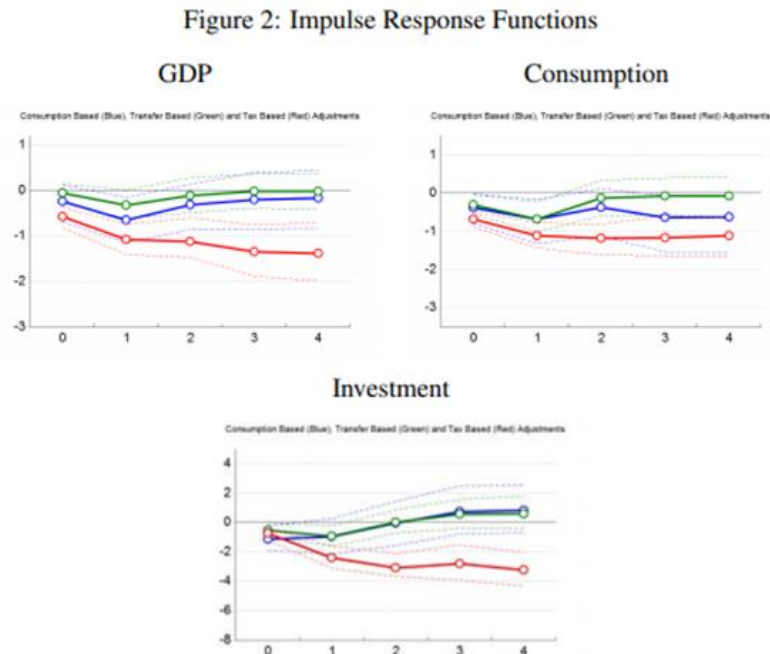 Figure 2: Impulse Response Functions
GDP
Consumption Based (Blue), Transfer Based (Green) and Tax Based (Red) Adjustments
1
0
-1
-2
-3
0 1 2 3 4
Consumption
Consumption Based (Blue), Transfer Based (Green) and Tax Based (Red) Adjustments
1
0
-1
-2
-3
0 1 2 3 4
Investment
Consumption Based (Blue), Transfer Based (Green) and Tax Based (Red) Adjustments
4
2
0
-2
-4
-6
-8
0 1 2 3 4